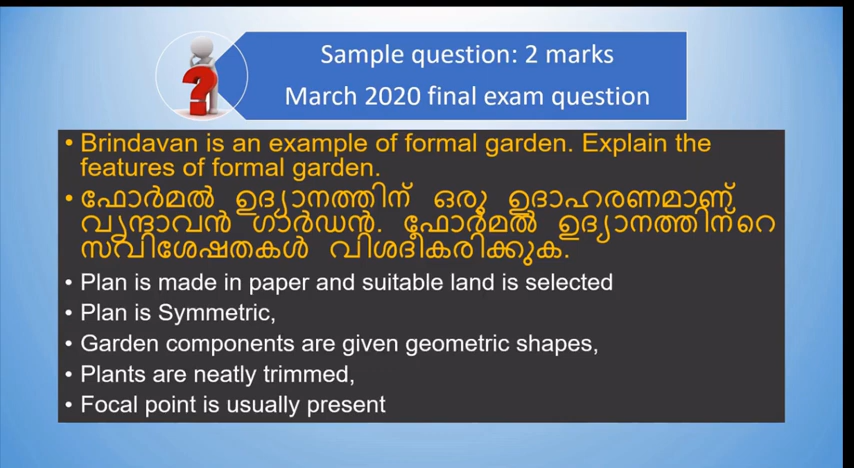 Sample question: 2 marks
March 2020 final exam question
• Brindavan is an example of formal garden. Explain the
features of formal garden.
• ഫോർമൽ ഉദ്യാനത്തിന് ഒരു ഉദാഹരണമാണ്
വൃന്ദാവൻ ഗാർഡൻ. ഫോർമൽ ഉദ്യാനത്തിന്റെ
സവിശേഷതകൾ വിശദീകരിക്കുക.
• Plan is made in paper and suitable land is selected
• Plan is Symmetric,
• Garden components are given geometric shapes,
• Plants are neatly trimmed,
• Focal point is usually present